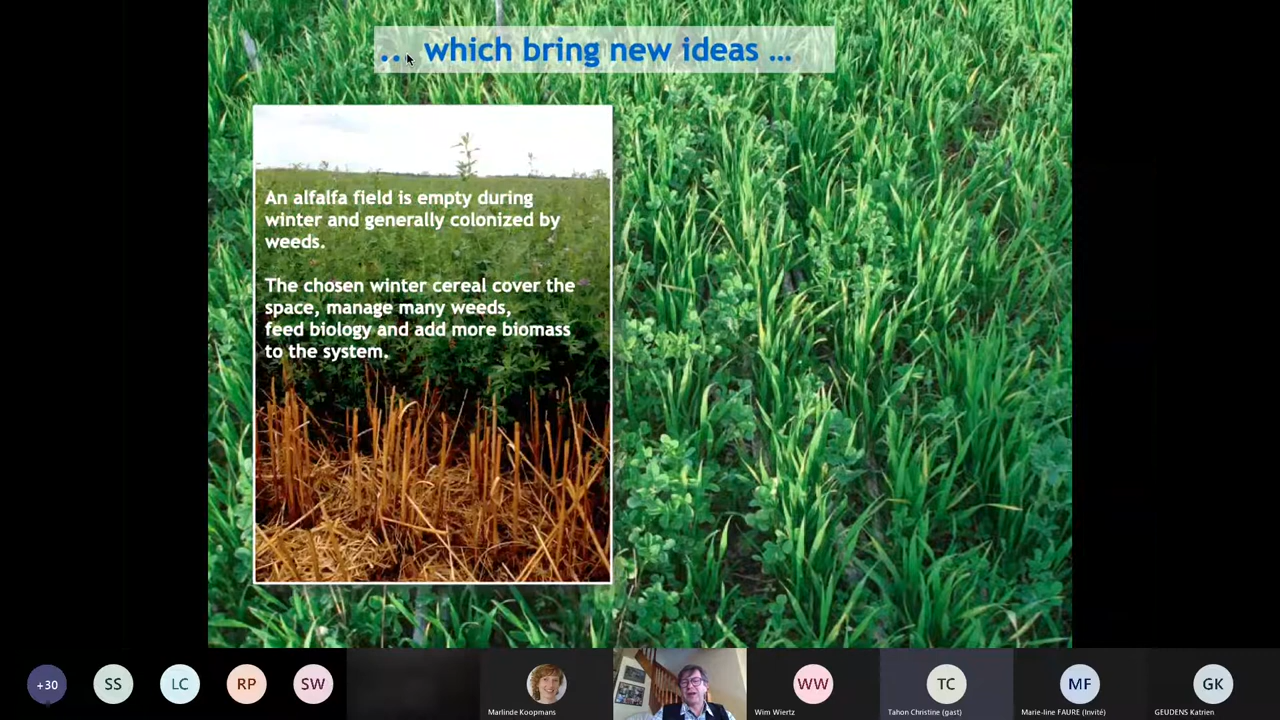 ... which bring new ideas ...
An alfalfa field is empty during
winter and generally colonized by
weeds.
The chosen winter cereal cover the
space, manage many weeds,
feed biology and add more biomass
to the system.
+30
SS
LC
RP
SW
WW
TC
MF
GK
Marlinde Koopmans
Wim Wiertz
Tahon Christine (gast)
Marie-line FAURE (Invité)
GEUDENS Katrien